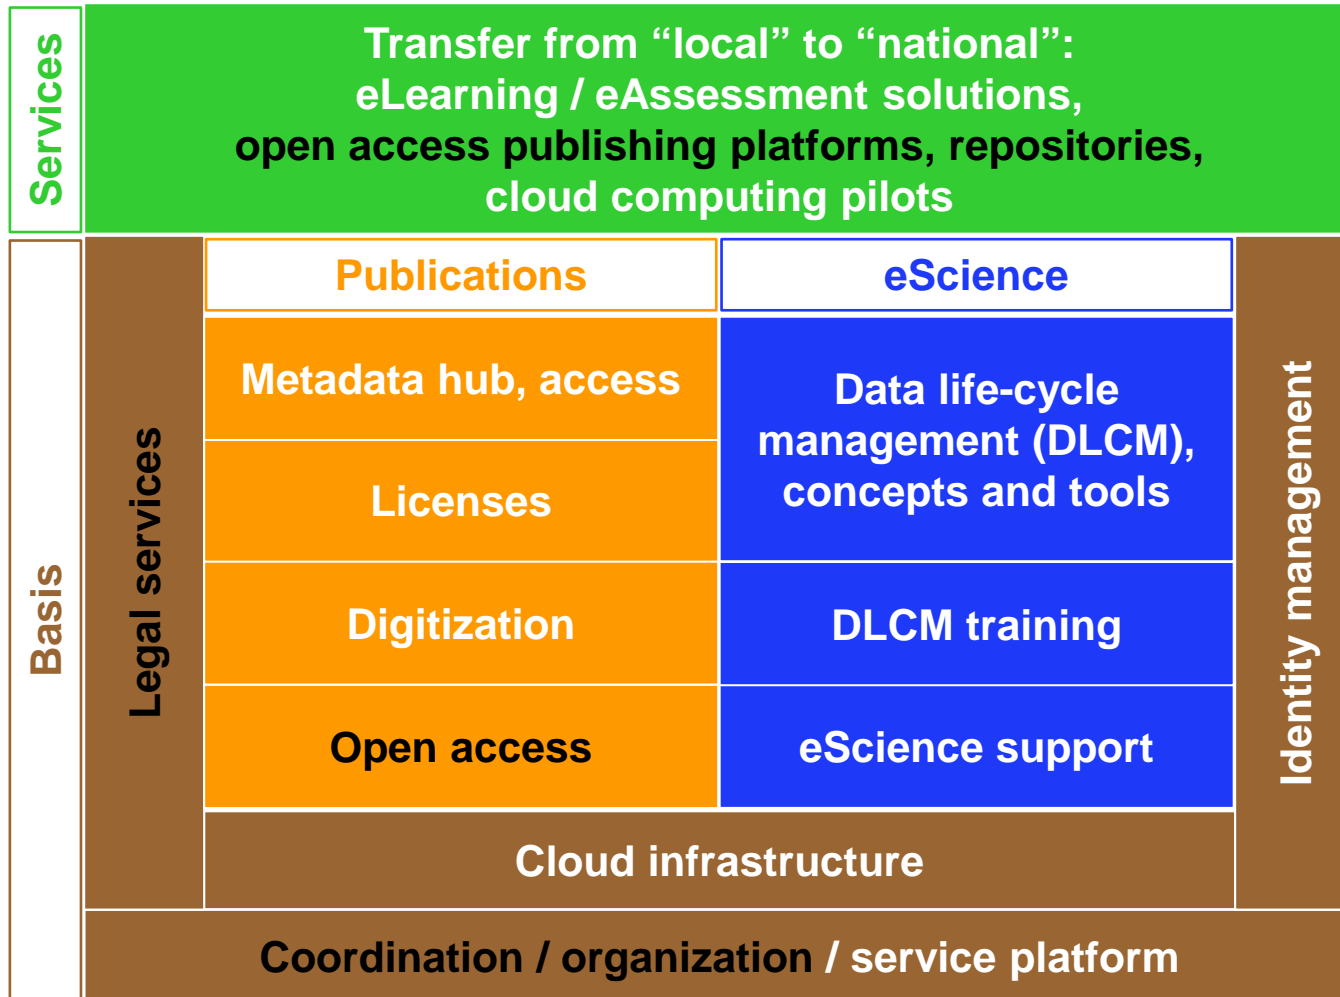 Services
Transfer from “local” to “national”:
eLearning / eAssessment solutions,
open access publishing platforms, repositories,
cloud computing pilots
Basis
Legal services
Publications
Metadata hub, access
Licenses
Digitization
Open access
eScience
Data life-cycle
management (DLCM),
concepts and tools
DLCM training
eScience support
Identity management
Cloud infrastructure
Coordination / organization / service platform